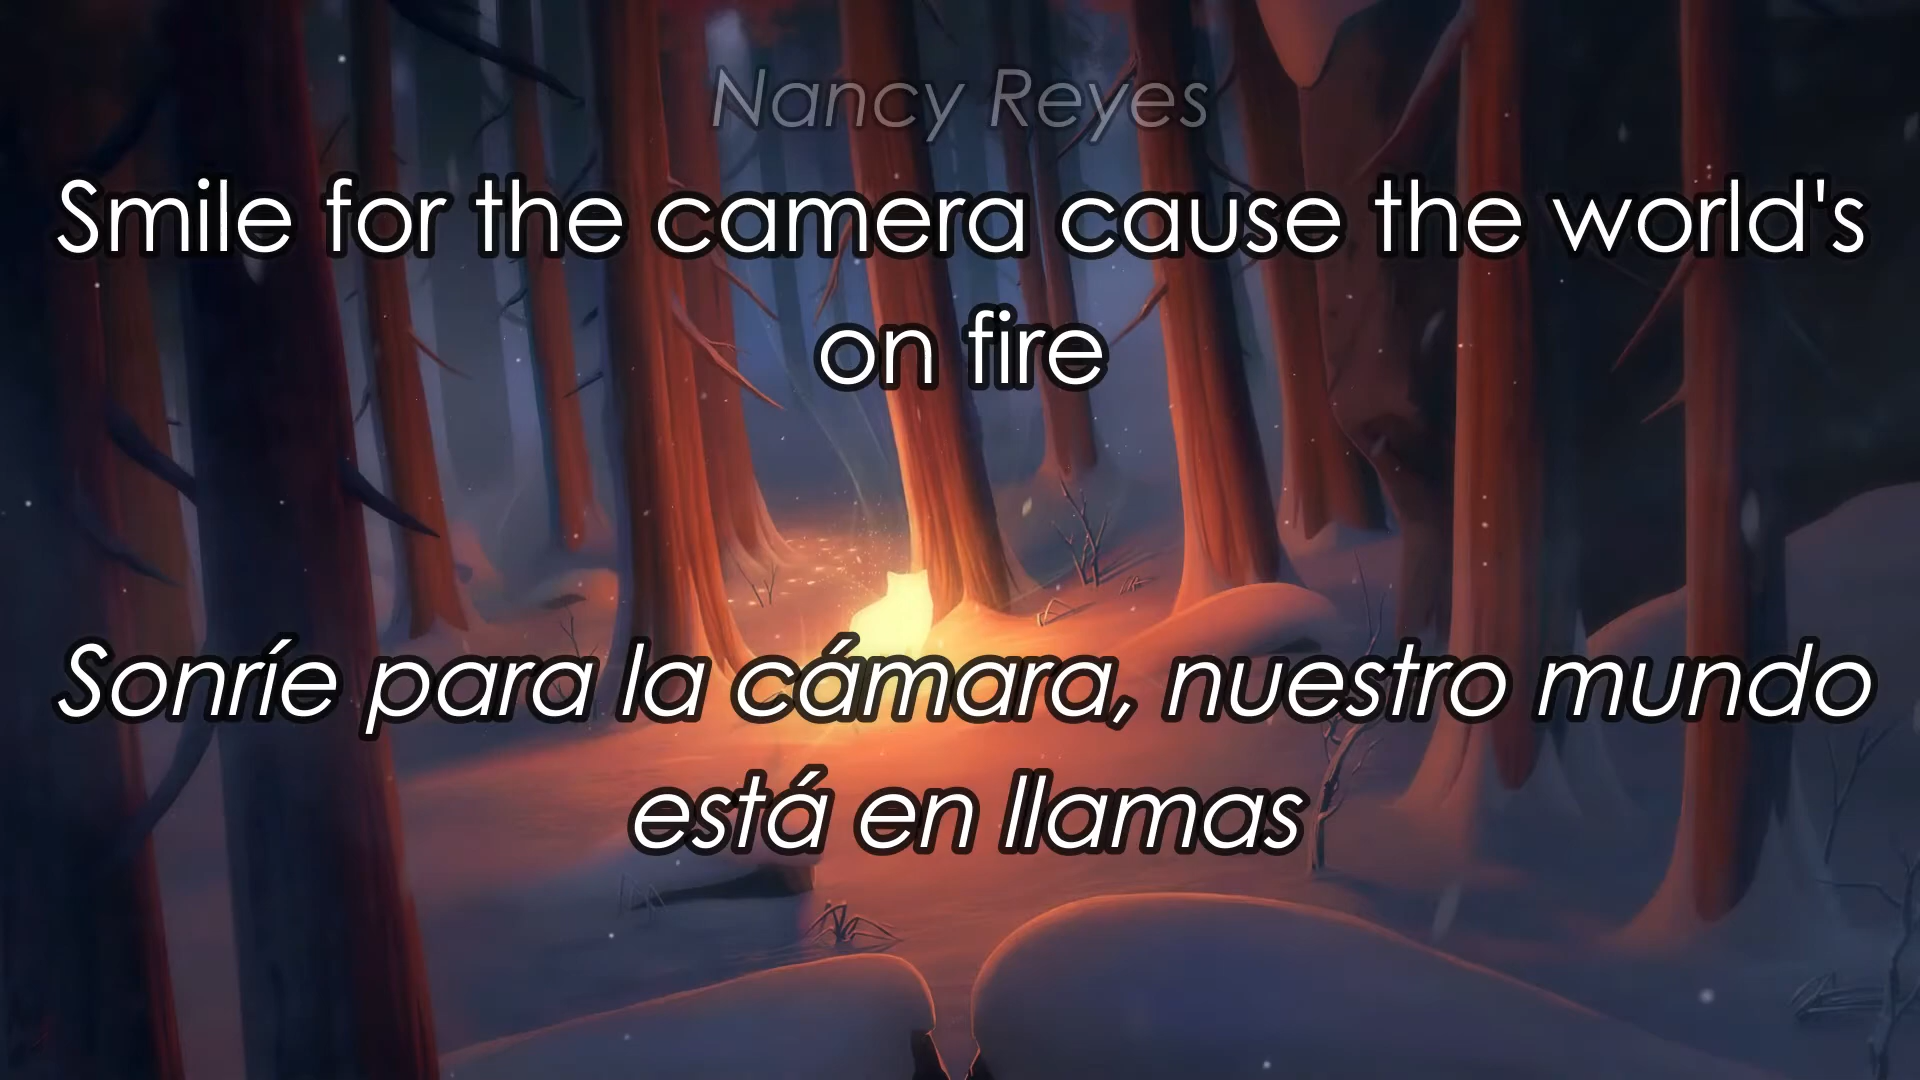 Nancy Reyes
Smile for the camera cause the world's
on fire
Sonríe para la cámara, nuestro mundo
está en llamas